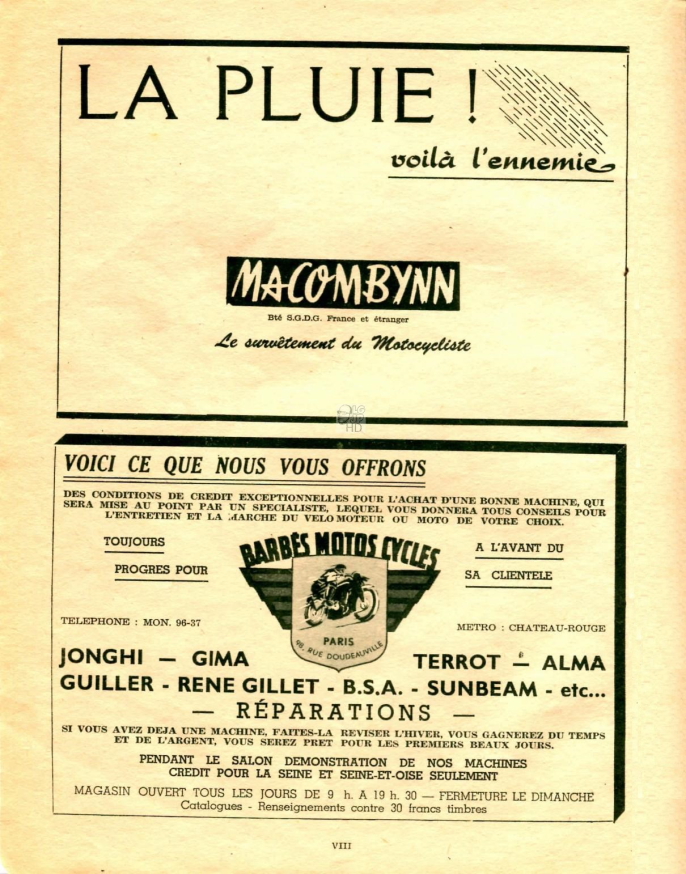 LA PLUIE !
voilà l'ennemie
MACOMBYNN
Bté S.G.D.G. France et étranger
Le survêtement du Motocycliste
VOICI CE QUE NOUS VOUS OFFRONS
DES CONDITIONS DE CREDIT EXCEPTIONNELLES POUR L'ACHAT D'UNE BONNE MACHINE, QUI
SERA MISE AU POINT PAR UN SPECIALISTE, LEQUEL VOUS DONNERA TOUS CONSEILS POUR
L'ENTRETIEN ET LA MARCHE DU VELOMOTEUR OU MOTO DE VOTRE CHOIX.
TOUJOURS
PROGRES POUR
BARBÈS MOTOS CYCLES
A L'AVANT DU
SA CLIENTELE
PARIS
98, RUE DOUDEAUVILLE
TELEPHONE : MON. 96-37
METRO : CHATEAU-ROUGE
JONGHI — GIMA
TERROT — ALMA
GUILLER - RENE GILLET - B.S.A. - SUNBEAM - etc...
— RÉPARATIONS —
SI VOUS AVEZ DEJA UNE MACHINE, FAITES-LA REVISER L'HIVER, VOUS GAGNEREZ DU TEMPS
ET DE L'ARGENT, VOUS SEREZ PRET POUR LES PREMIERS BEAUX JOURS.
PENDANT LE SALON DEMONSTRATION DE NOS MACHINES
CREDIT POUR LA SEINE ET SEINE-ET-OISE SEULEMENT
MAGASIN OUVERT TOUS LES JOURS DE 9 h. A 19 h. 30 — FERMETURE LE DIMANCHE
Catalogues - Renseignements contre 30 francs timbres
VIII